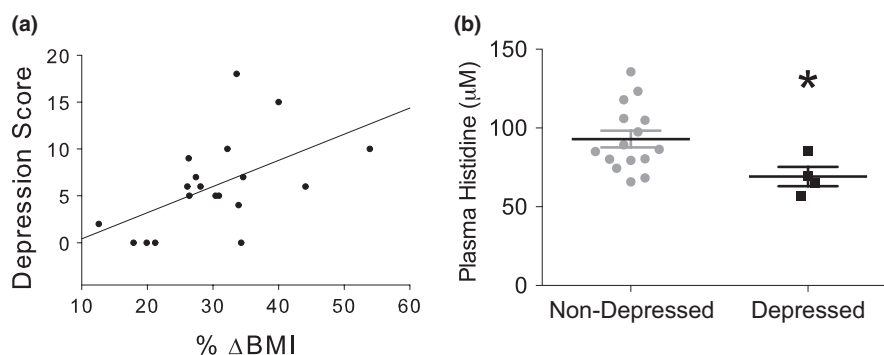 (a)
20
15
10
5
0
Depression Score
10 20 30 40 50 60
% ΔBMI
(b)
150
100
50
0
Plasma Histidine (μM)
*
Non-Depressed Depressed